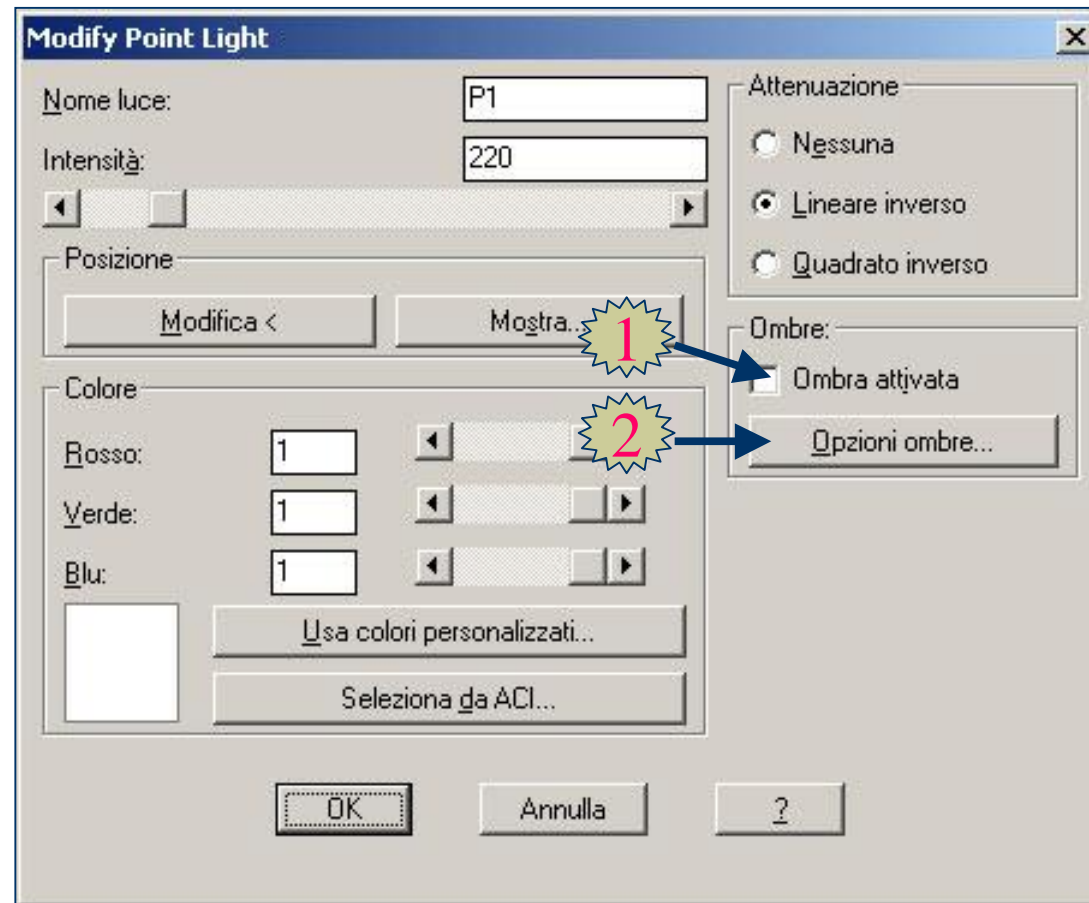 Modify Point Light
Nome luce:
P1
Intensità:
220
Posizione
Modifica <
Mostra...
Colore
Rosso:
1
Verde:
1
Blu:
1
Usa colori personalizzati...
Seleziona da ACI...
Attenuazione
Nessuna
Lineare inverso
Quadrato inverso
Ombre:
1
Ombra attivata
2
Opzioni ombre...
OK
Annulla
?